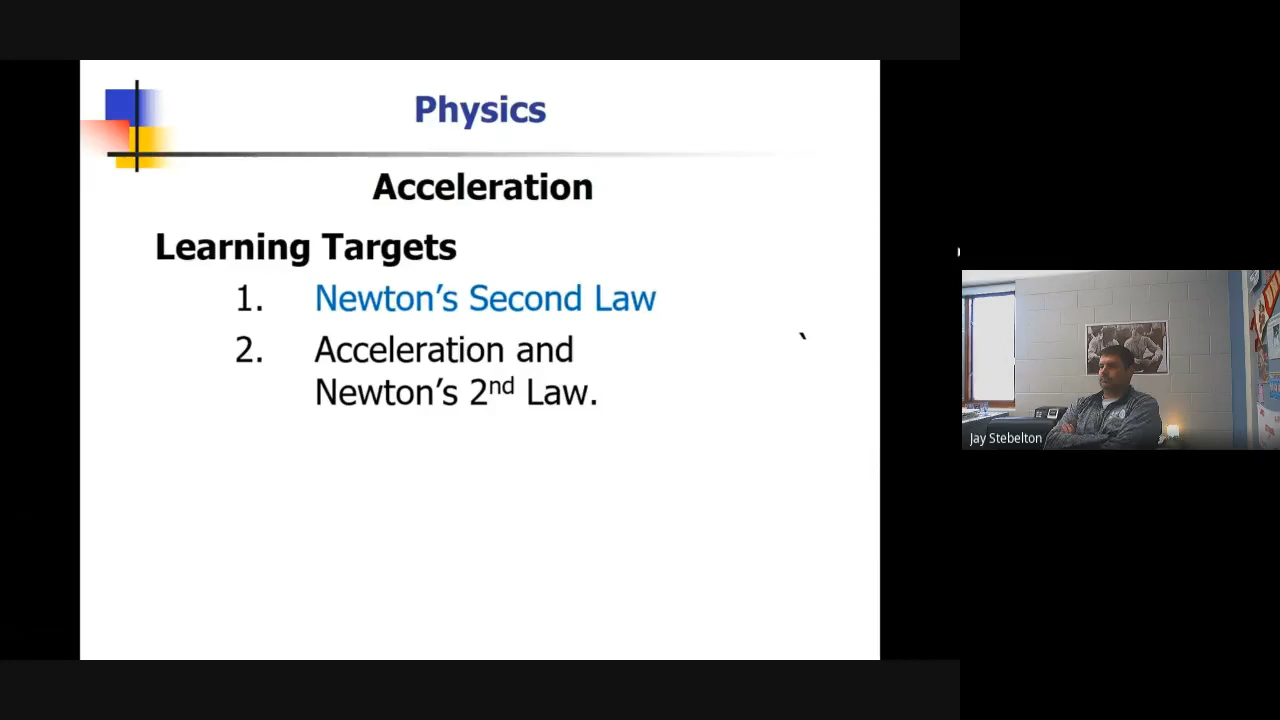 Physics
Acceleration
Learning Targets
1. Newton's Second Law
2. Acceleration and
Newton's 2nd Law.
`
Jay Stebelton